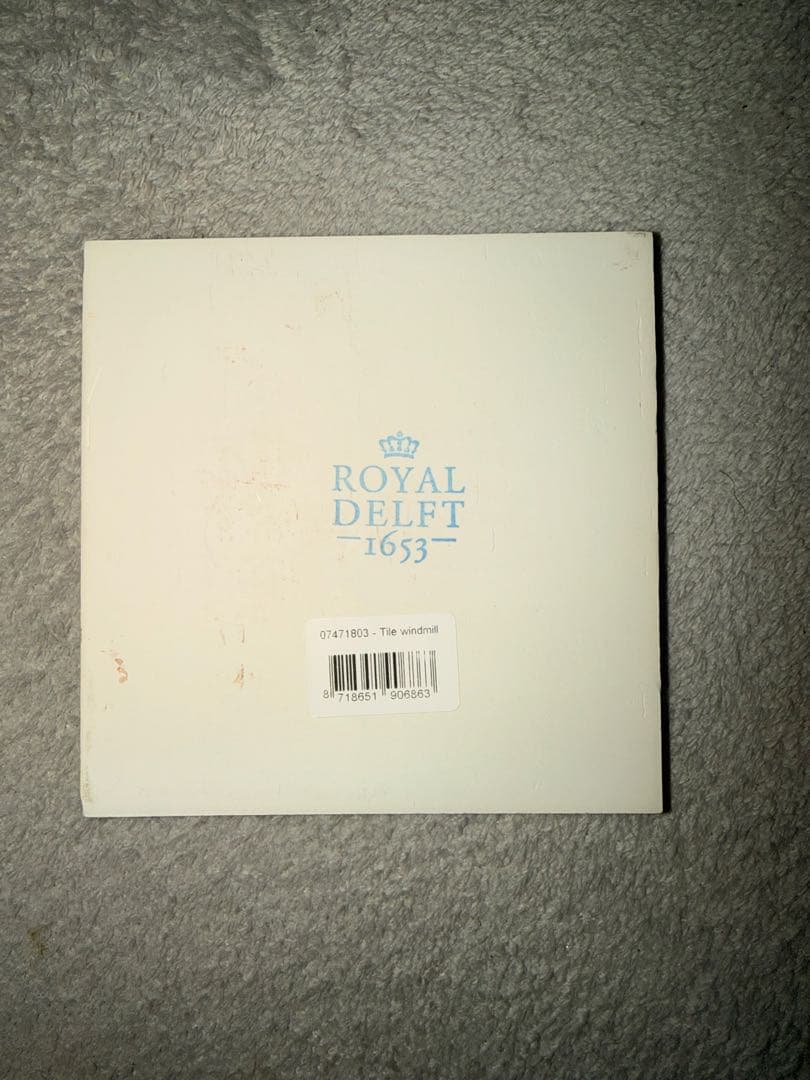 ROYAL
DELFT
1653
07471803 - Tile windmill
8 718651 906863